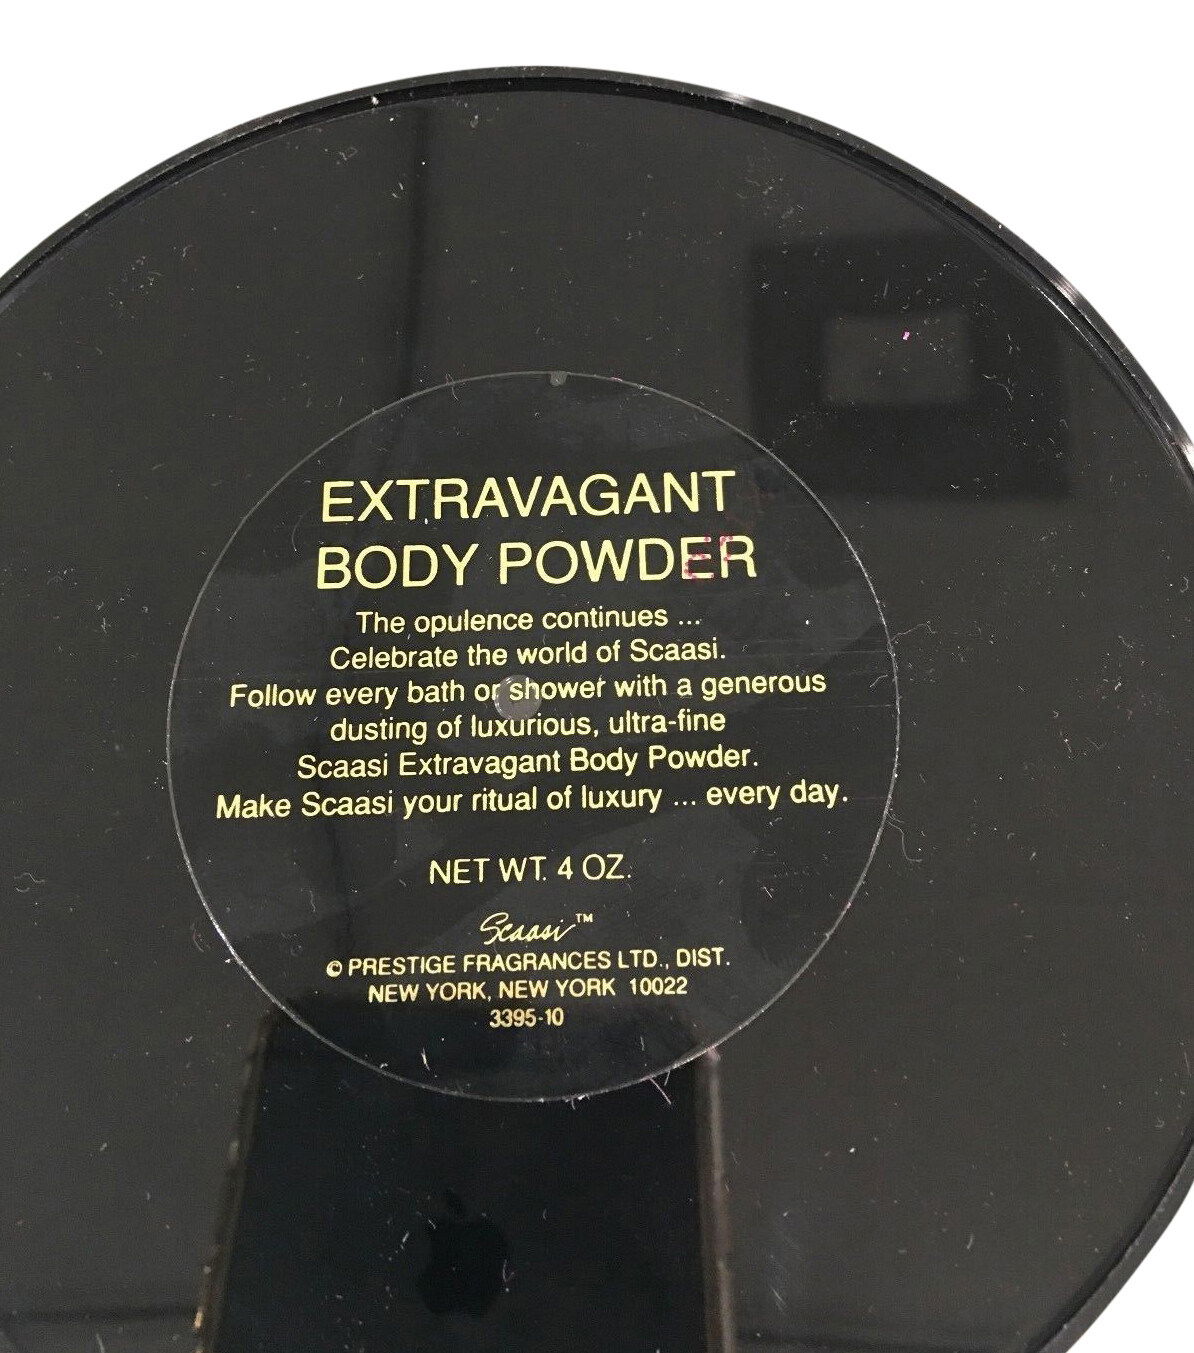 EXTRAVAGANT
BODY POWDER
The opulence continues ...
Celebrate the world of Scaasi.
Follow every bath or shower with a generous
dusting of luxurious, ultra-fine
Scaasi Extravagant Body Powder.
Make Scaasi your ritual of luxury ... every day.
NET WT. 4 OZ.
Scaasi™
© PRESTIGE FRAGRANCES LTD., DIST.
NEW YORK, NEW YORK 10022
3395-10